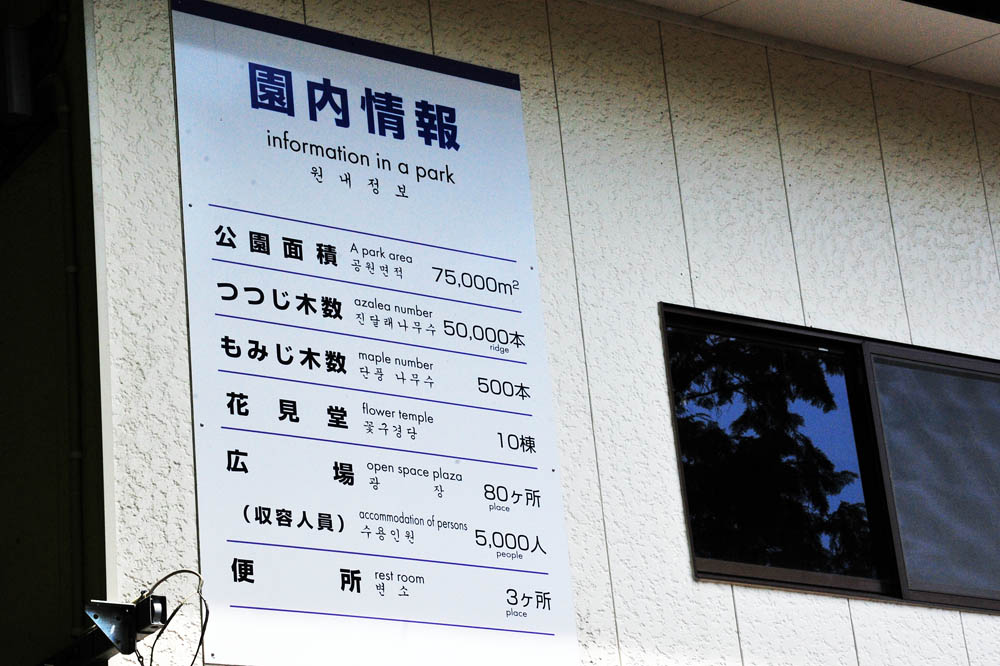 園内情報
information in a park
원내정보
公園面積 A park area 공원면적 75,000m²
つつじ木数 azalea number 진달래나무수 50,000本 ridge
もみじ木数 maple number 단풍 나무수 500本
花見堂 flower temple 꽃구경당 10棟
広場 open space plaza 광장 80ヶ所 place
(収容人員) accommodation of persons 수용인원 5,000人 people
便所 rest room 변소 3ヶ所 place